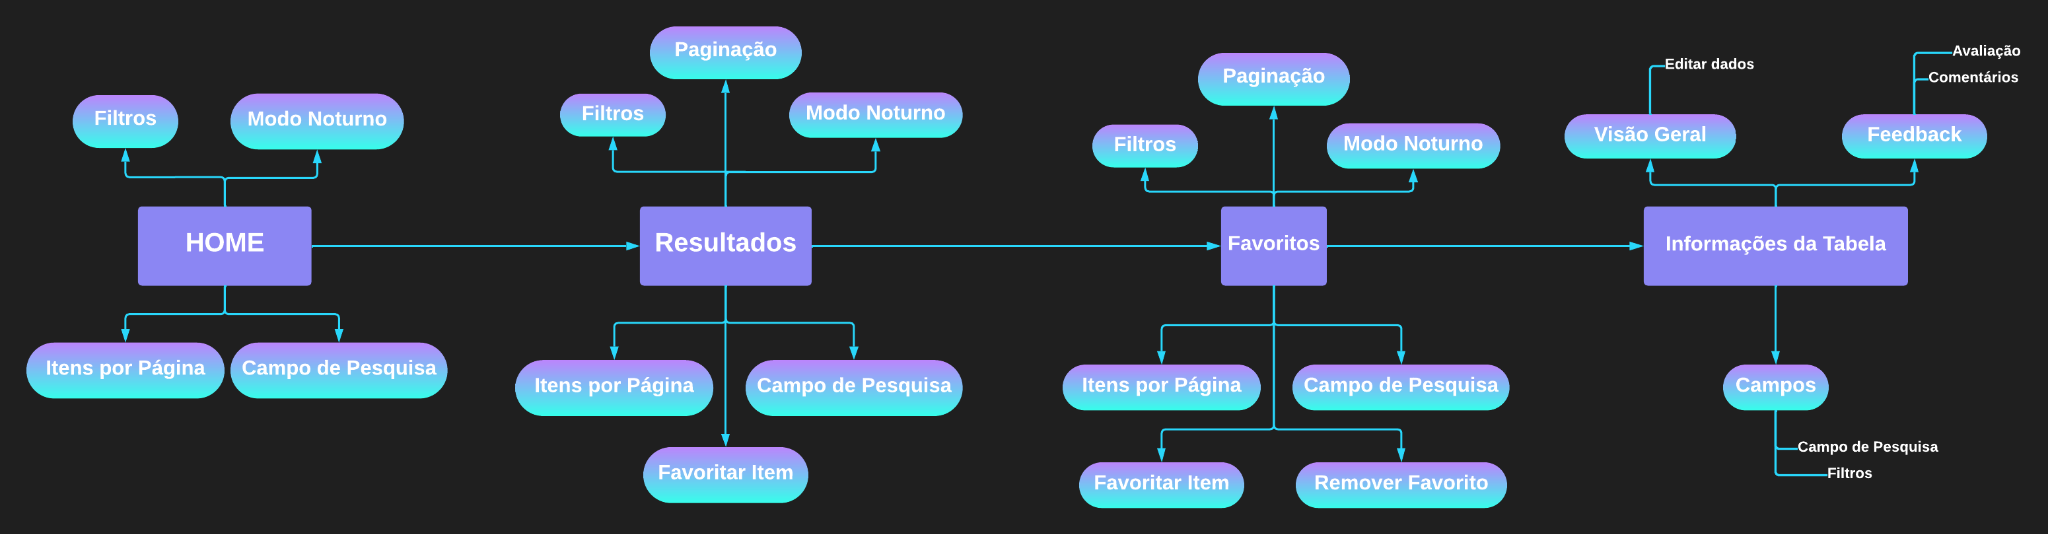 Filtros
Modo Noturno
HOME
Itens por Página
Campo de Pesquisa
Paginação
Filtros
Modo Noturno
Resultados
Itens por Página
Campo de Pesquisa
Favoritar Item
Paginação
Filtros
Modo Noturno
Favoritos
Itens por Página
Campo de Pesquisa
Favoritar Item
Remover Favorito
Editar dados
Avaliação
Comentários
Visão Geral
Feedback
Informações da Tabela
Campos
Campo de Pesquisa
Filtros